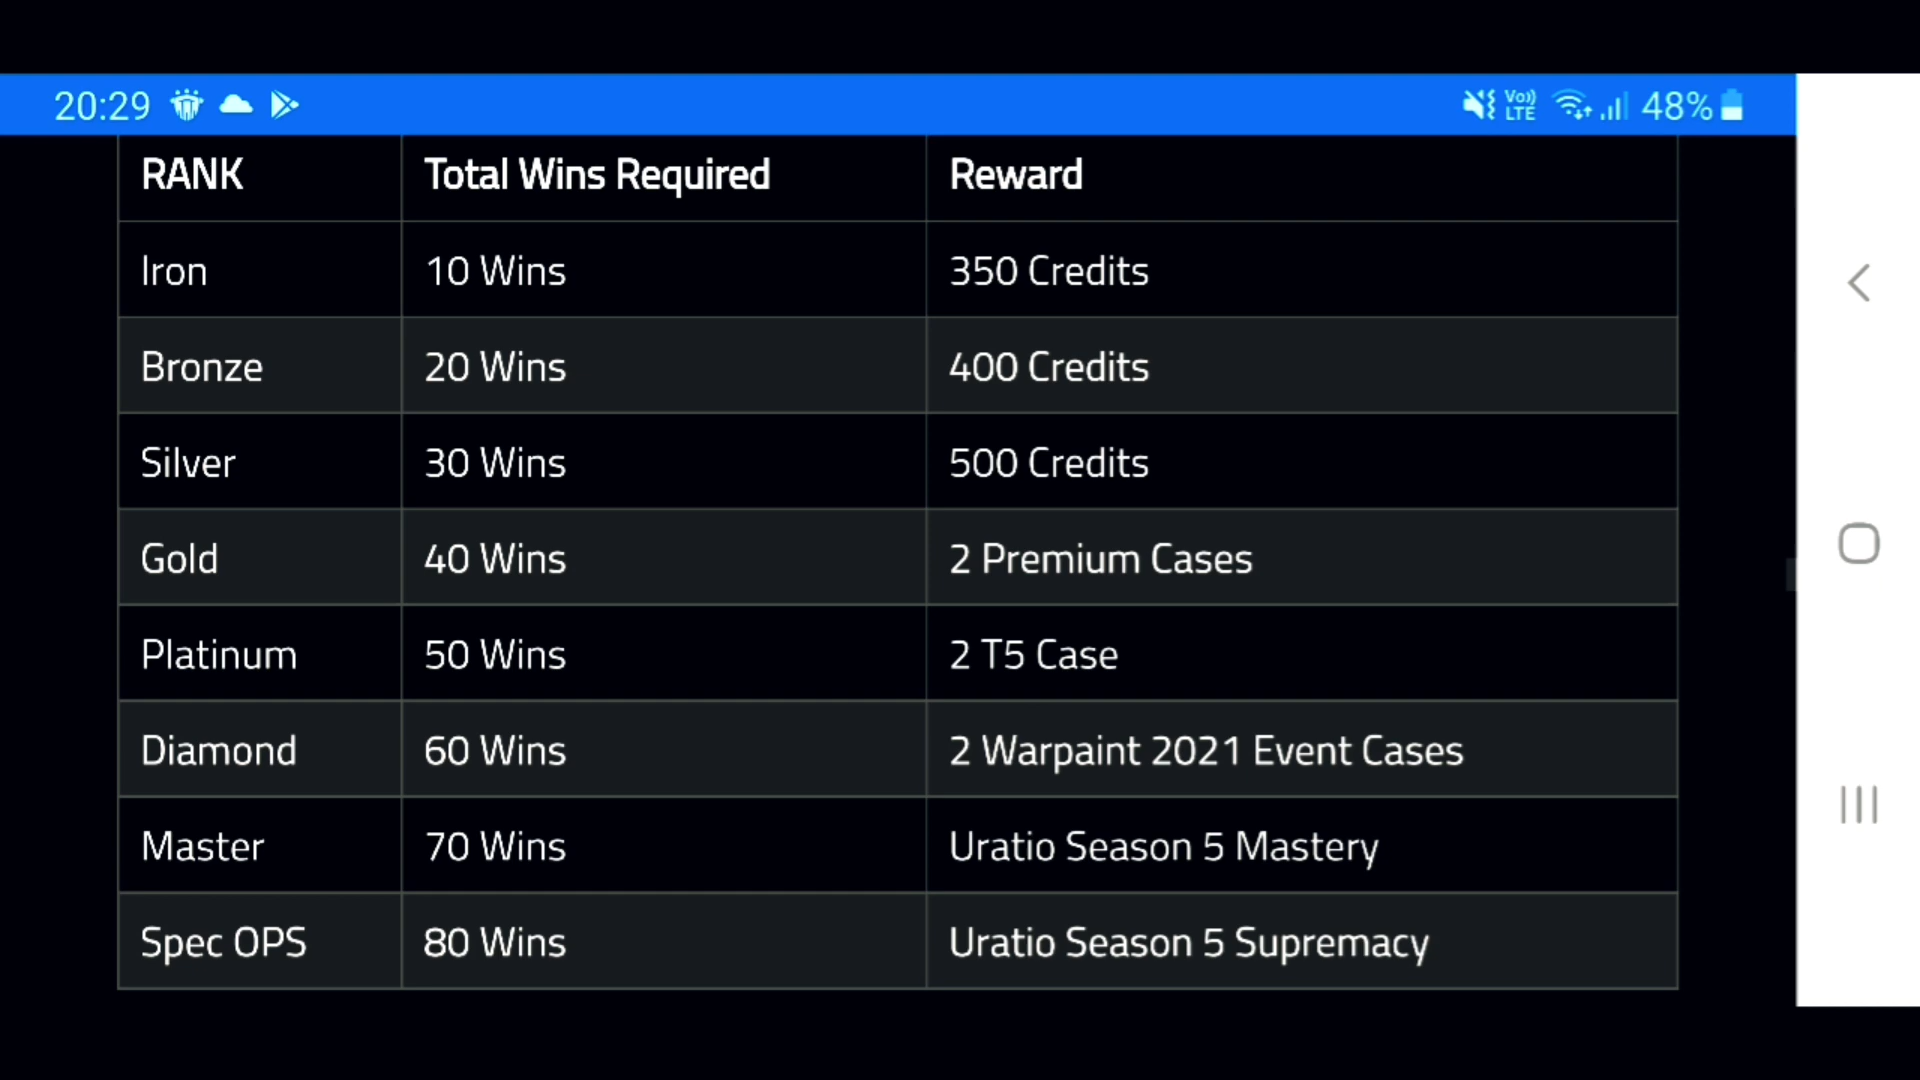 20:29 Vo)) LTE 48%
RANK Total Wins Required Reward
Iron 10 Wins 350 Credits
Bronze 20 Wins 400 Credits
Silver 30 Wins 500 Credits
Gold 40 Wins 2 Premium Cases
Platinum 50 Wins 2 T5 Case
Diamond 60 Wins 2 Warpaint 2021 Event Cases
Master 70 Wins Uratio Season 5 Mastery
Spec OPS 80 Wins Uratio Season 5 Supremacy